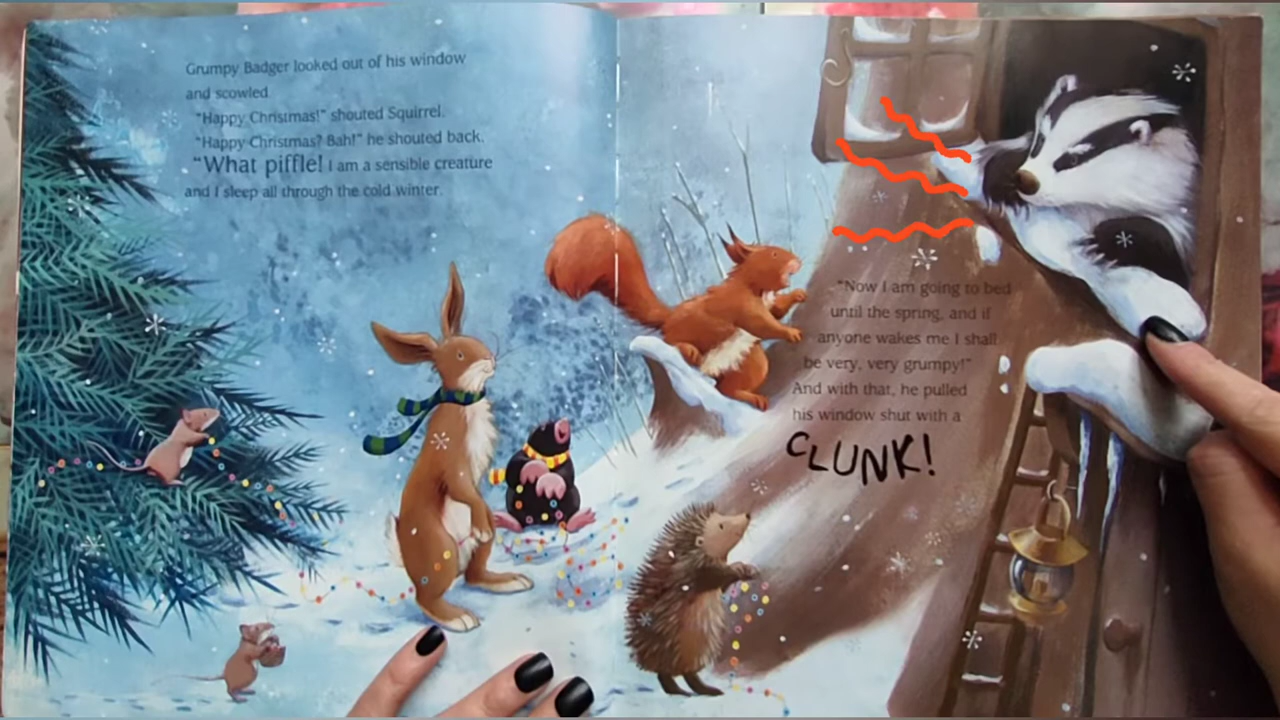 Grumpy Badger looked out of his window
and scowled
"Happy Christmas!" shouted Squirrel.
"Happy Christmas? Bah!" he shouted back.
"What piffle! I am a sensible creature
and I sleep all through the cold winter.
"Now I am going to bed
until the spring, and if
anyone wakes me I shall
be very, very grumpy!"
And with that, he pulled
his window shut with a
CLUNK!